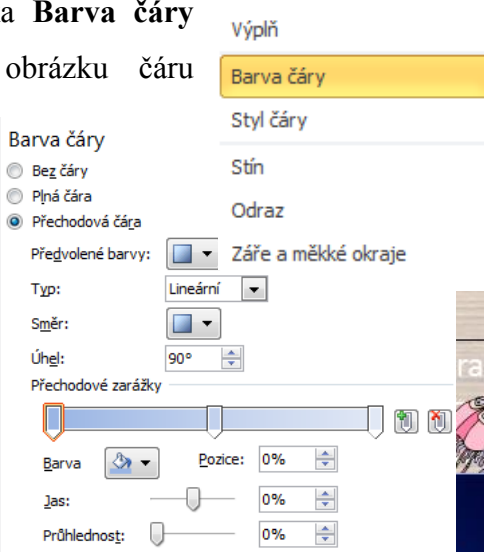 Barva čáry
obrázku čáru
Výplň
Barva čáry
Styl čáry
Stín
Odraz
Záře a měkké okraje
Barva čáry
Bez čáry
Plná čára
Přechodová čára
Předvolené barvy:
Typ: Lineární
Směr:
Úhel: 90°
Přechodové zarážky
Barva Pozice: 0%
Jas: 0%
Průhlednost: 0%